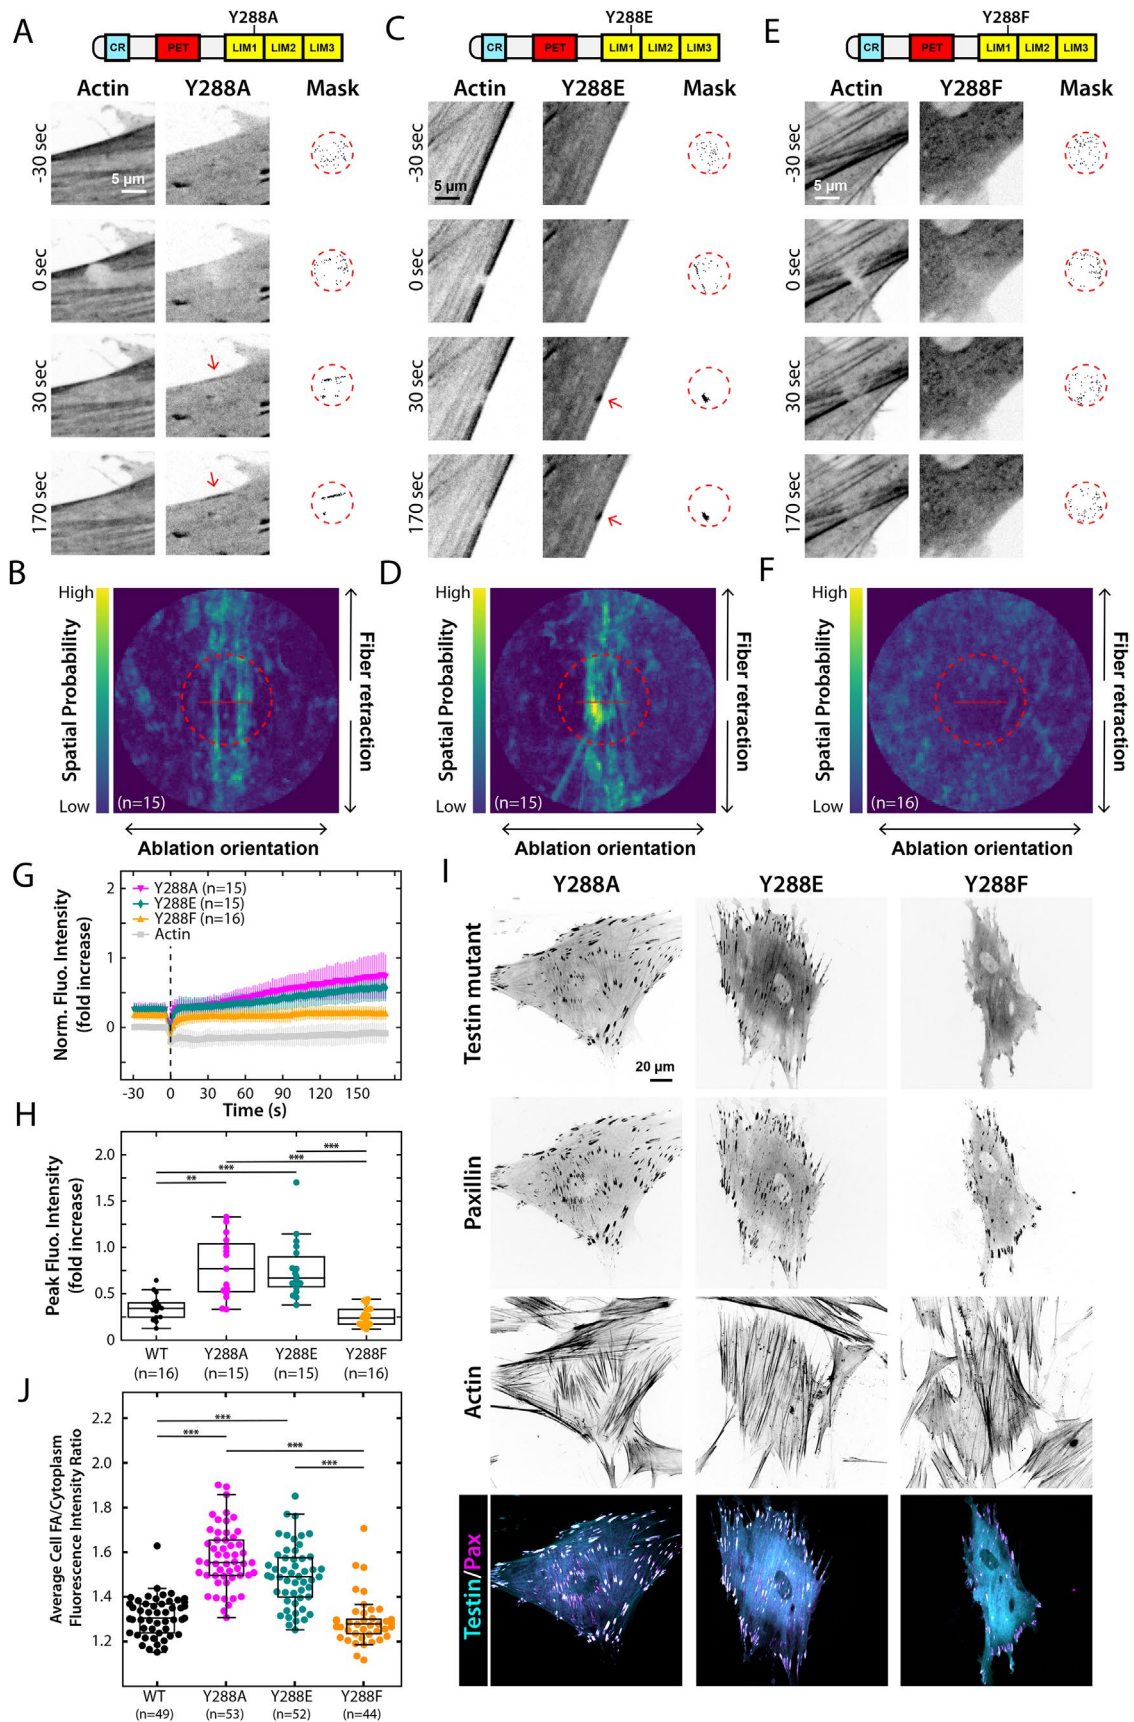 A
Y288A
CR
PET
LIM1
LIM2
LIM3
Actin
Y288A
Mask
-30 sec
5 µm
0 sec
30 sec
170 sec
C
Y288E
CR
PET
LIM1
LIM2
LIM3
Actin
Y288E
Mask
-30 sec
5 µm
0 sec
30 sec
170 sec
E
Y288F
CR
PET
LIM1
LIM2
LIM3
Actin
Y288F
Mask
-30 sec
5 µm
0 sec
30 sec
170 sec
B
High
Low
Spatial Probability
(n=15)
Fiber retraction
Ablation orientation
D
High
Low
Spatial Probability
(n=15)
Fiber retraction
Ablation orientation
F
High
Low
Spatial Probability
(n=16)
Fiber retraction
Ablation orientation
G
Norm. Fluo. Intensity
(fold increase)
2
1
0
Y288A (n=15)
Y288E (n=15)
Y288F (n=16)
Actin
-30 0 30 60 90 120 150
Time (s)
H
Peak Fluo. Intensity
(fold increase)
2.0
1.5
1.0
0.5
0
***
***
***
**
WT Y288A Y288E Y288F
(n=16) (n=15) (n=15) (n=16)
J
Average Cell FA/Cytoplasm
Fluorescence Intensity Ratio
2.2
2.0
1.8
1.6
1.4
1.2
***
***
***
***
WT Y288A Y288E Y288F
(n=49) (n=53) (n=52) (n=44)
I
Y288A Y288E Y288F
Testin mutant
20 µm
Paxillin
Actin
Testin/Pax